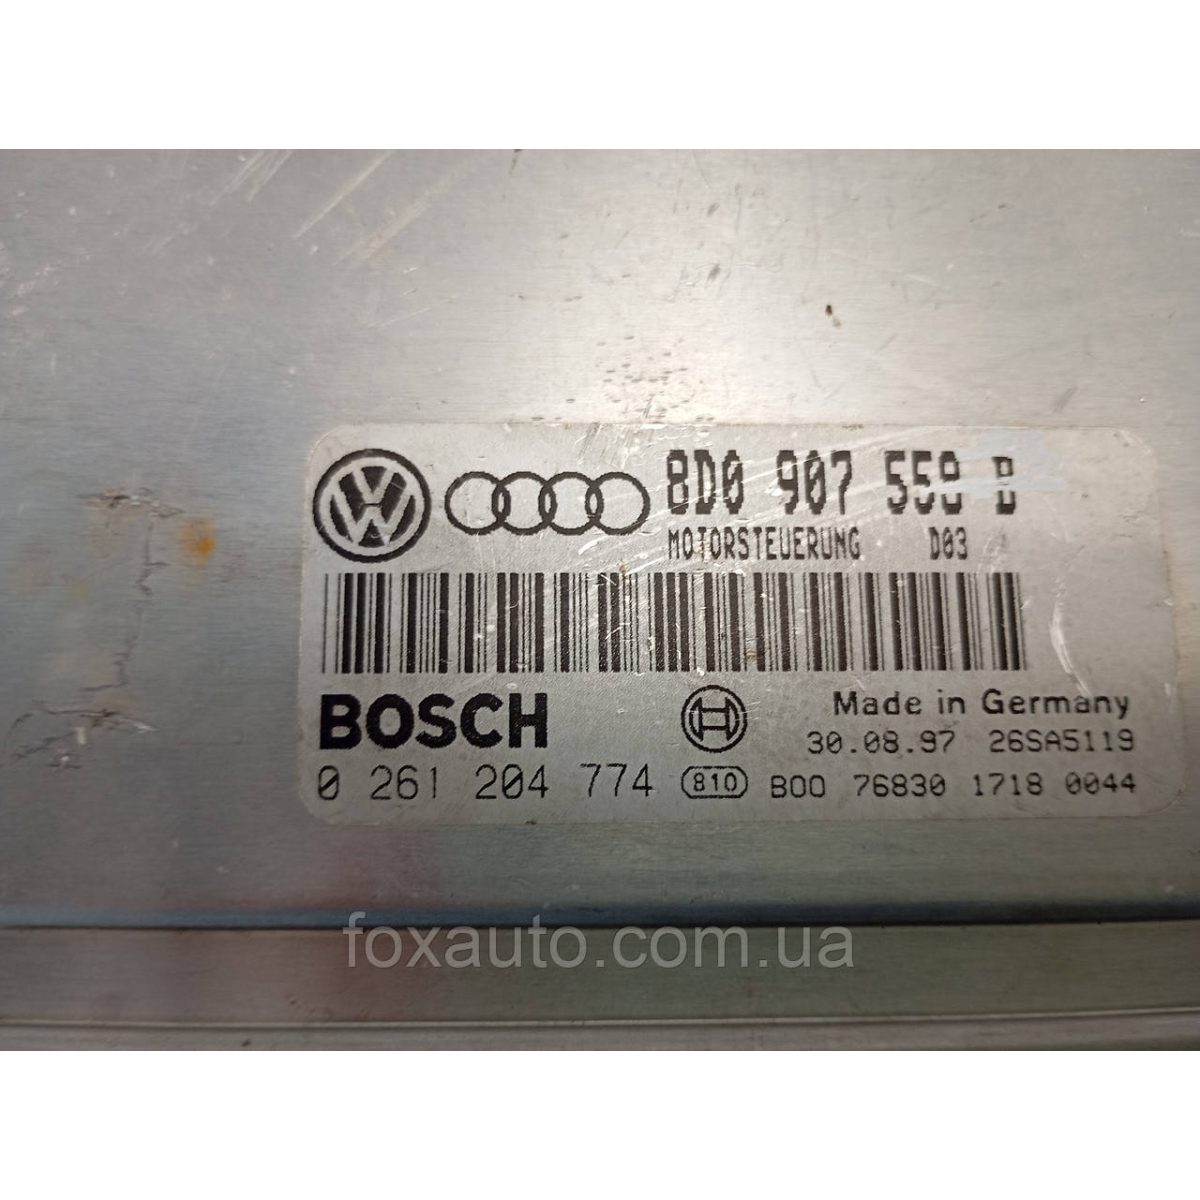 8D0 907 558 B
MOTORSTEUERUNG D03
BOSCH
Made in Germany
30.08.97 26SA5119
0 261 204 774 810 B00 76830 1718 0044
foxauto.com.ua